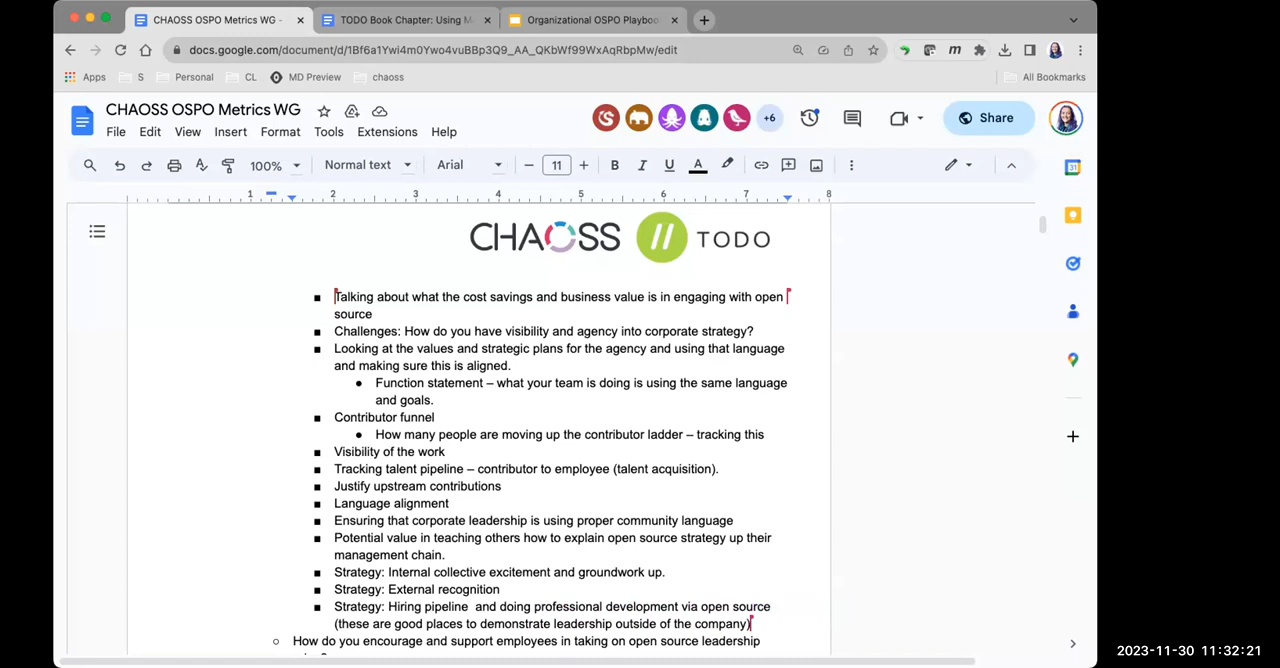 CHAOSS OSPO Metrics WG -
TODO Book Chapter: Using M
Organizational OSPO Playboo
docs.google.com/document/d/1Bf6a1Ywi4m0Ywo4vuBBp3Q9_AA_QKbWf99WxAqRbpMw/edit
Apps
S
Personal
CL
MD Preview
chaoss
All Bookmarks
CHAOSS OSPO Metrics WG
+6
Share
File Edit View Insert Format Tools Extensions Help
100% Normal text Arial 11 B I U A
1 1 2 3 4 5 6 7 8
CHAOSS // TODO
■ Talking about what the cost savings and business value is in engaging with open
source
■ Challenges: How do you have visibility and agency into corporate strategy?
■ Looking at the values and strategic plans for the agency and using that language
and making sure this is aligned.
● Function statement – what your team is doing is using the same language
and goals.
■ Contributor funnel
● How many people are moving up the contributor ladder – tracking this
■ Visibility of the work
■ Tracking talent pipeline – contributor to employee (talent acquisition).
■ Justify upstream contributions
■ Language alignment
■ Ensuring that corporate leadership is using proper community language
■ Potential value in teaching others how to explain open source strategy up their
management chain.
■ Strategy: Internal collective excitement and groundwork up.
■ Strategy: External recognition
■ Strategy: Hiring pipeline and doing professional development via open source
(these are good places to demonstrate leadership outside of the company)
○ How do you encourage and support employees in taking on open source leadership
2023-11-30 11:32:21